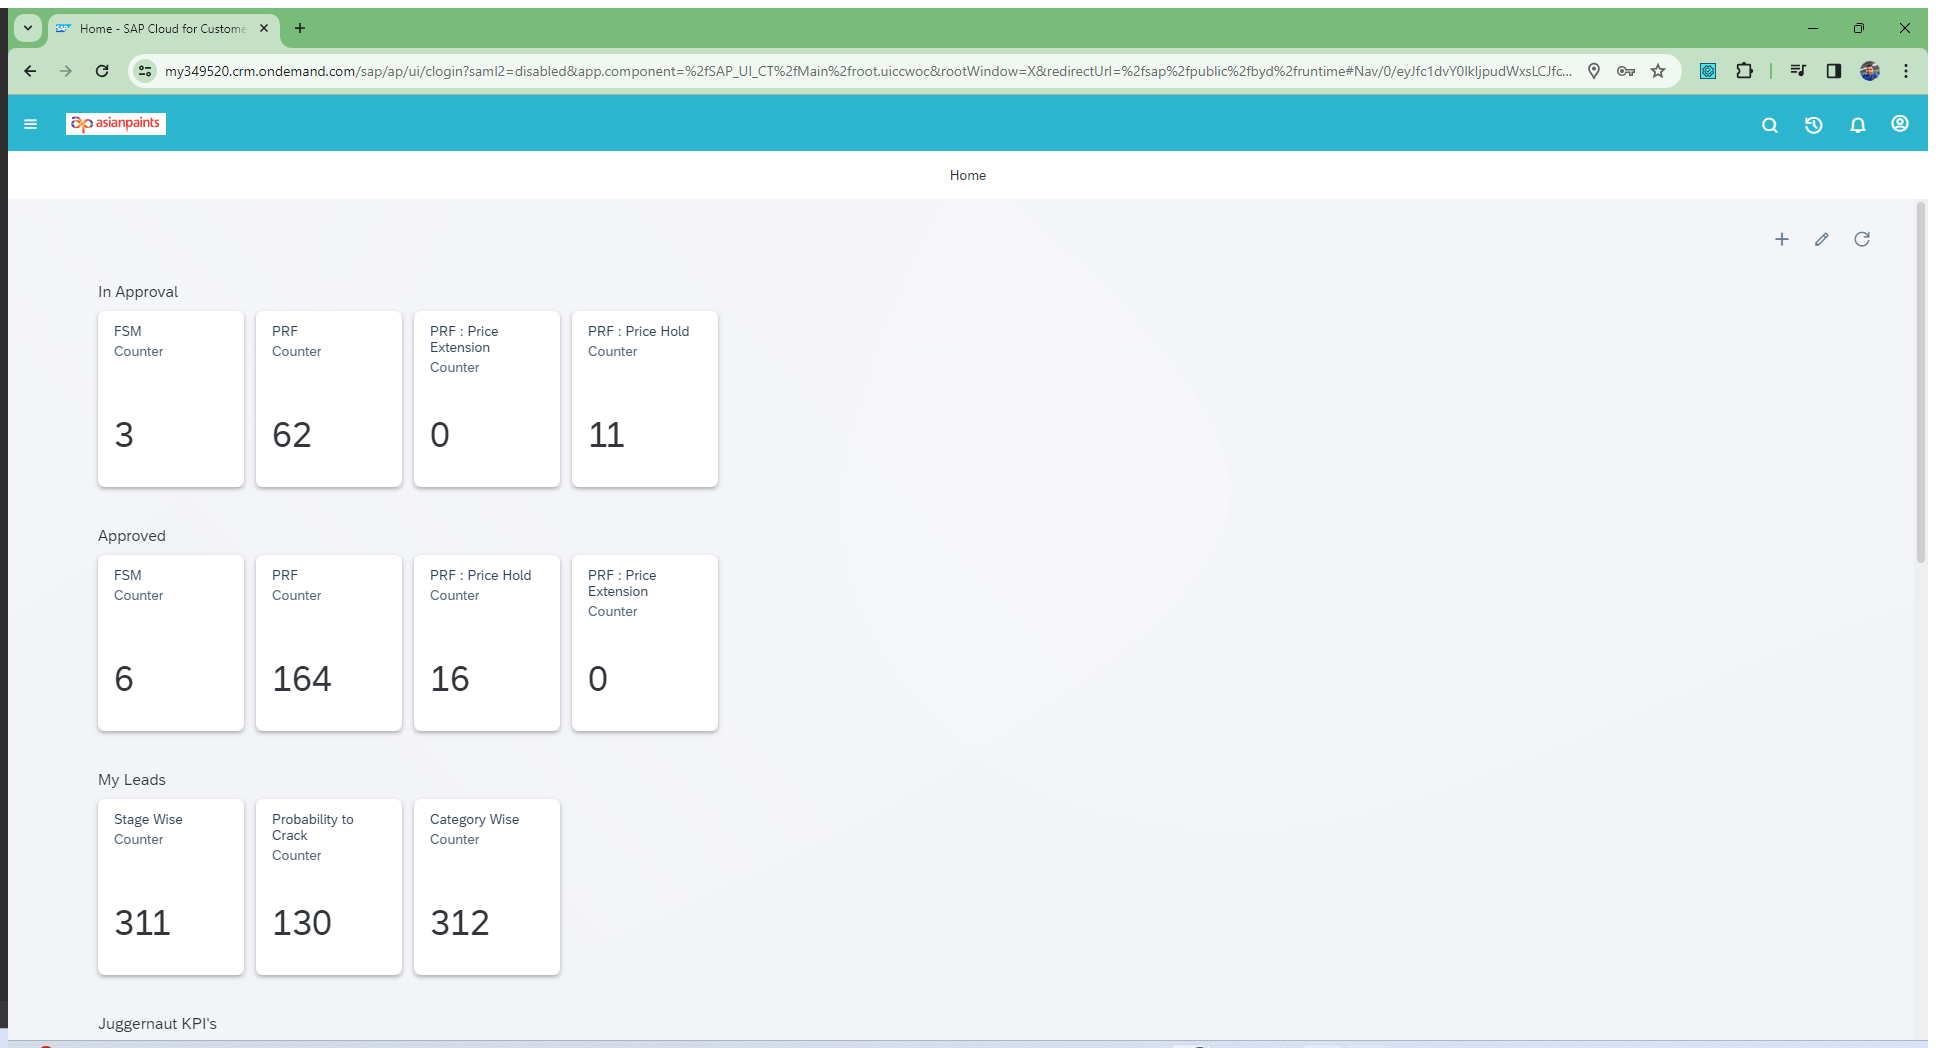 Home - SAP Cloud for Custome
my349520.crm.ondemand.com/sap/ap/ui/clogin?saml2=disabled&app.component=%2fSAP_UI_CT%2fMain%2froot.uiccwoc&rootWindow=X&redirectUrl=%2fsap%2fpublic%2fbyd%2fruntime#Nav/0/eyJfc1dvY0lkIjpudWxsLCJfc...
ap asianpaints
Home
In Approval
FSM
Counter
3
PRF
Counter
62
PRF : Price
Extension
Counter
0
PRF : Price Hold
Counter
11
Approved
FSM
Counter
6
PRF
Counter
164
PRF : Price Hold
Counter
16
PRF : Price
Extension
Counter
0
My Leads
Stage Wise
Counter
311
Probability to
Crack
Counter
130
Category Wise
Counter
312
Juggernaut KPI's